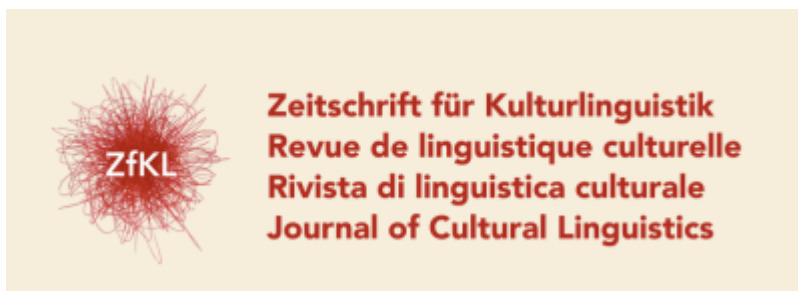 ZfKL
Zeitschrift für Kulturlinguistik
Revue de linguistique culturelle
Rivista di linguistica culturale
Journal of Cultural Linguistics